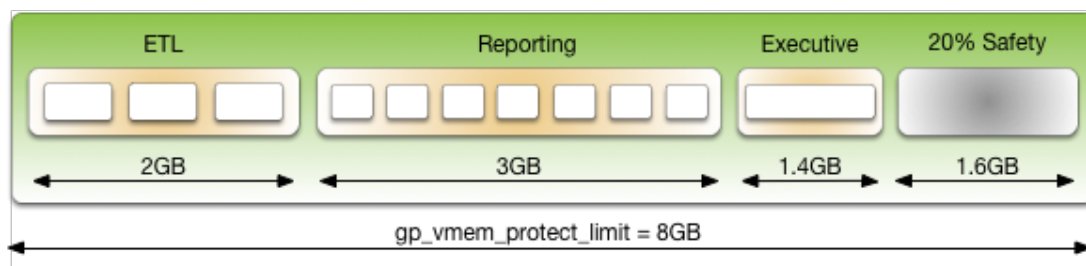 ETL Reporting Executive 20% Safety
2GB 3GB 1.4GB 1.6GB
gp_vmem_protect_limit = 8GB